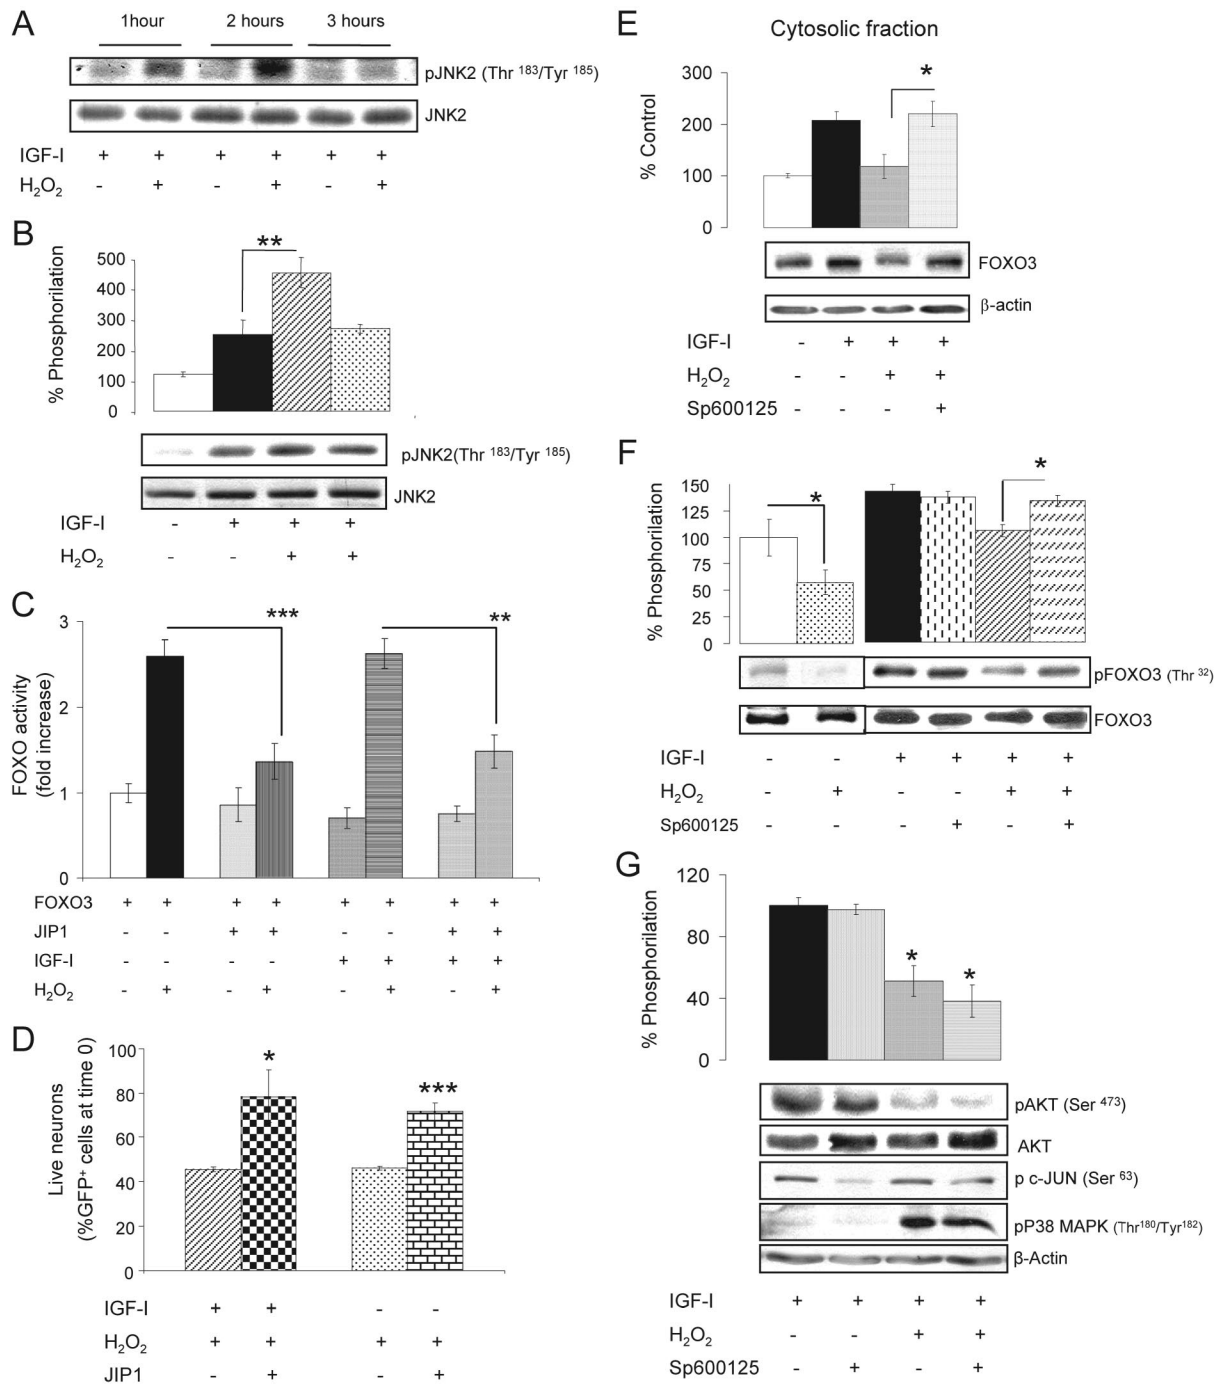 A
1hour 2 hours 3 hours
pJNK2 (Thr 183/Tyr 185)
JNK2
IGF-I + + + + + +
H2O2 - + - + - +
B
% Phosphorilation
500
400
300
200
100
0
**
pJNK2(Thr 183/Tyr 185)
JNK2
IGF-I - + + +
H2O2 - - + +
C
FOXO activity
(fold increase)
3
2
1
0
*** **
FOXO3 + + + + + + + +
JIP1 - - + + - - + +
IGF-I - - - - + + + +
H2O2 - + - + - + - +
D
Live neurons
(%GFP+ cells at time 0)
100
80
60
40
20
0
* ***
IGF-I + + - -
H2O2 + + + +
JIP1 - + - +
E
Cytosolic fraction
% Control
300
200
100
0
*
FOXO3
β-actin
IGF-I - + + +
H2O2 - - + +
Sp600125 - - - +
F
% Phosphorilation
150
125
100
75
50
25
0
* *
pFOXO3 (Thr 32)
FOXO3
IGF-I - - + + + +
H2O2 - + - - + +
Sp600125 - - - + - +
G
% Phosphorilation
120
80
40
0
* *
pAKT (Ser 473)
AKT
p c-JUN (Ser 63)
pP38 MAPK (Thr180/Tyr182)
β-Actin
IGF-I + + + +
H2O2 - - + +
Sp600125 - + - +